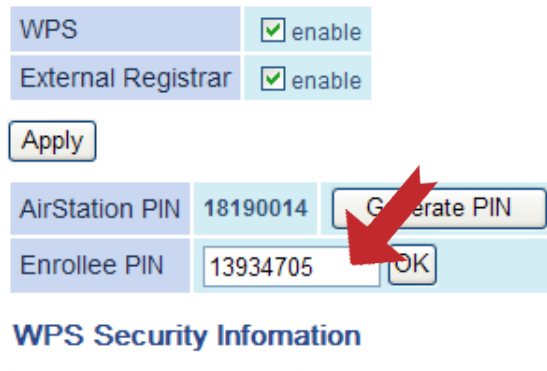 WPS enable
External Registrar enable
Apply
AirStation PIN 18190014 Generate PIN
Enrollee PIN 13934705 OK
WPS Security Infomation